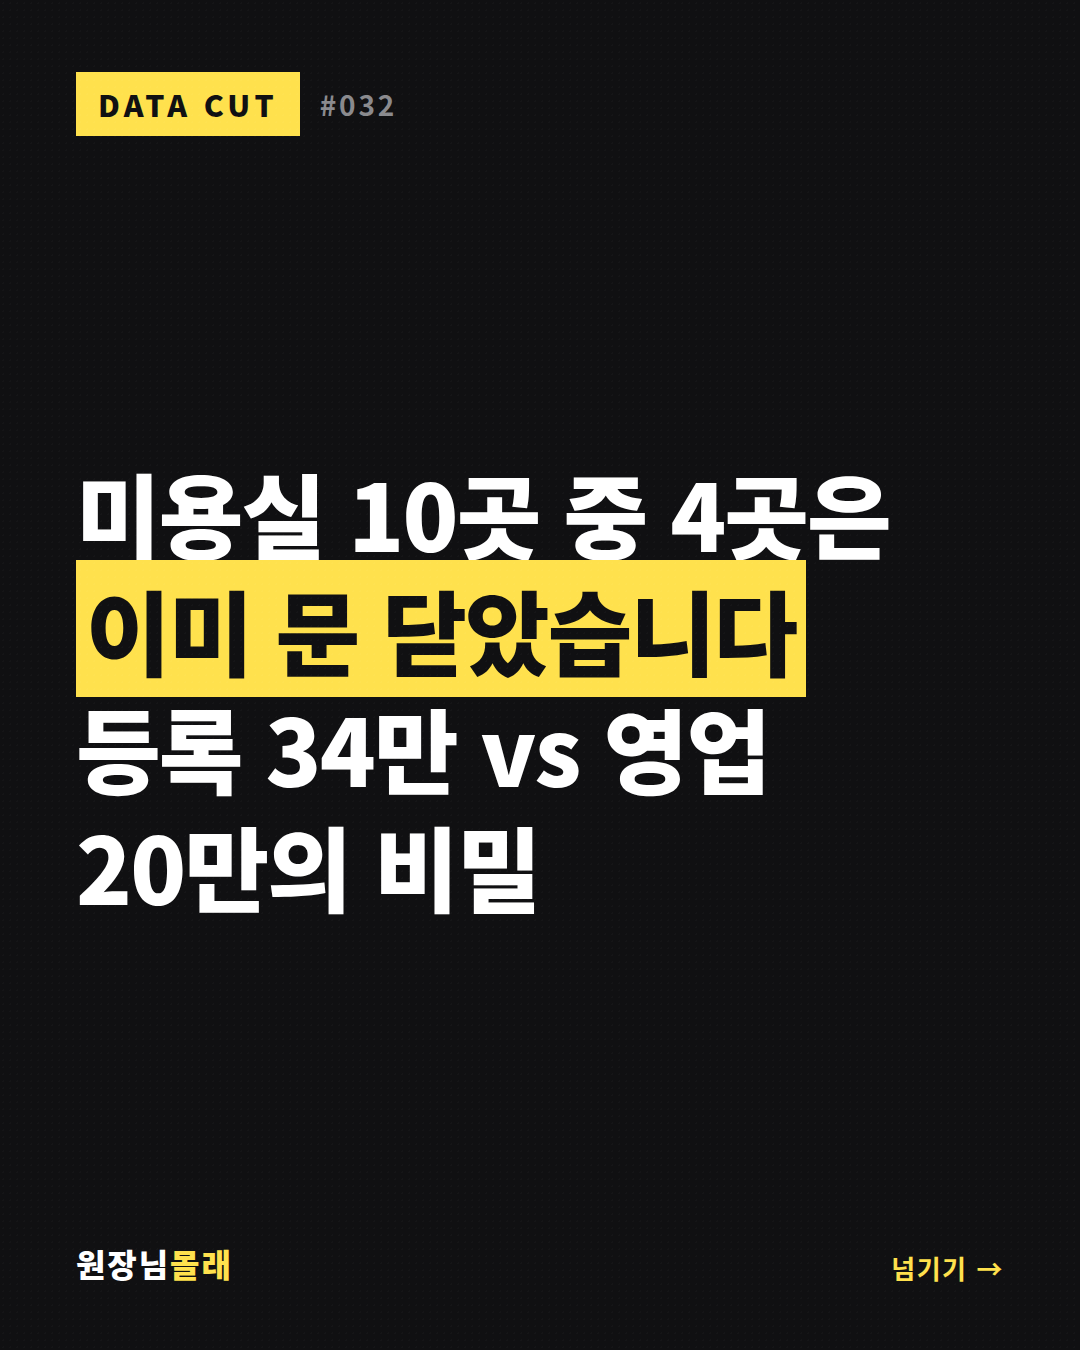 DATA CUT #032
미용실 10곳 중 4곳은
이미 문 닫았습니다
등록 34만 vs 영업
20만의 비밀
원장님몰래
넘기기 →